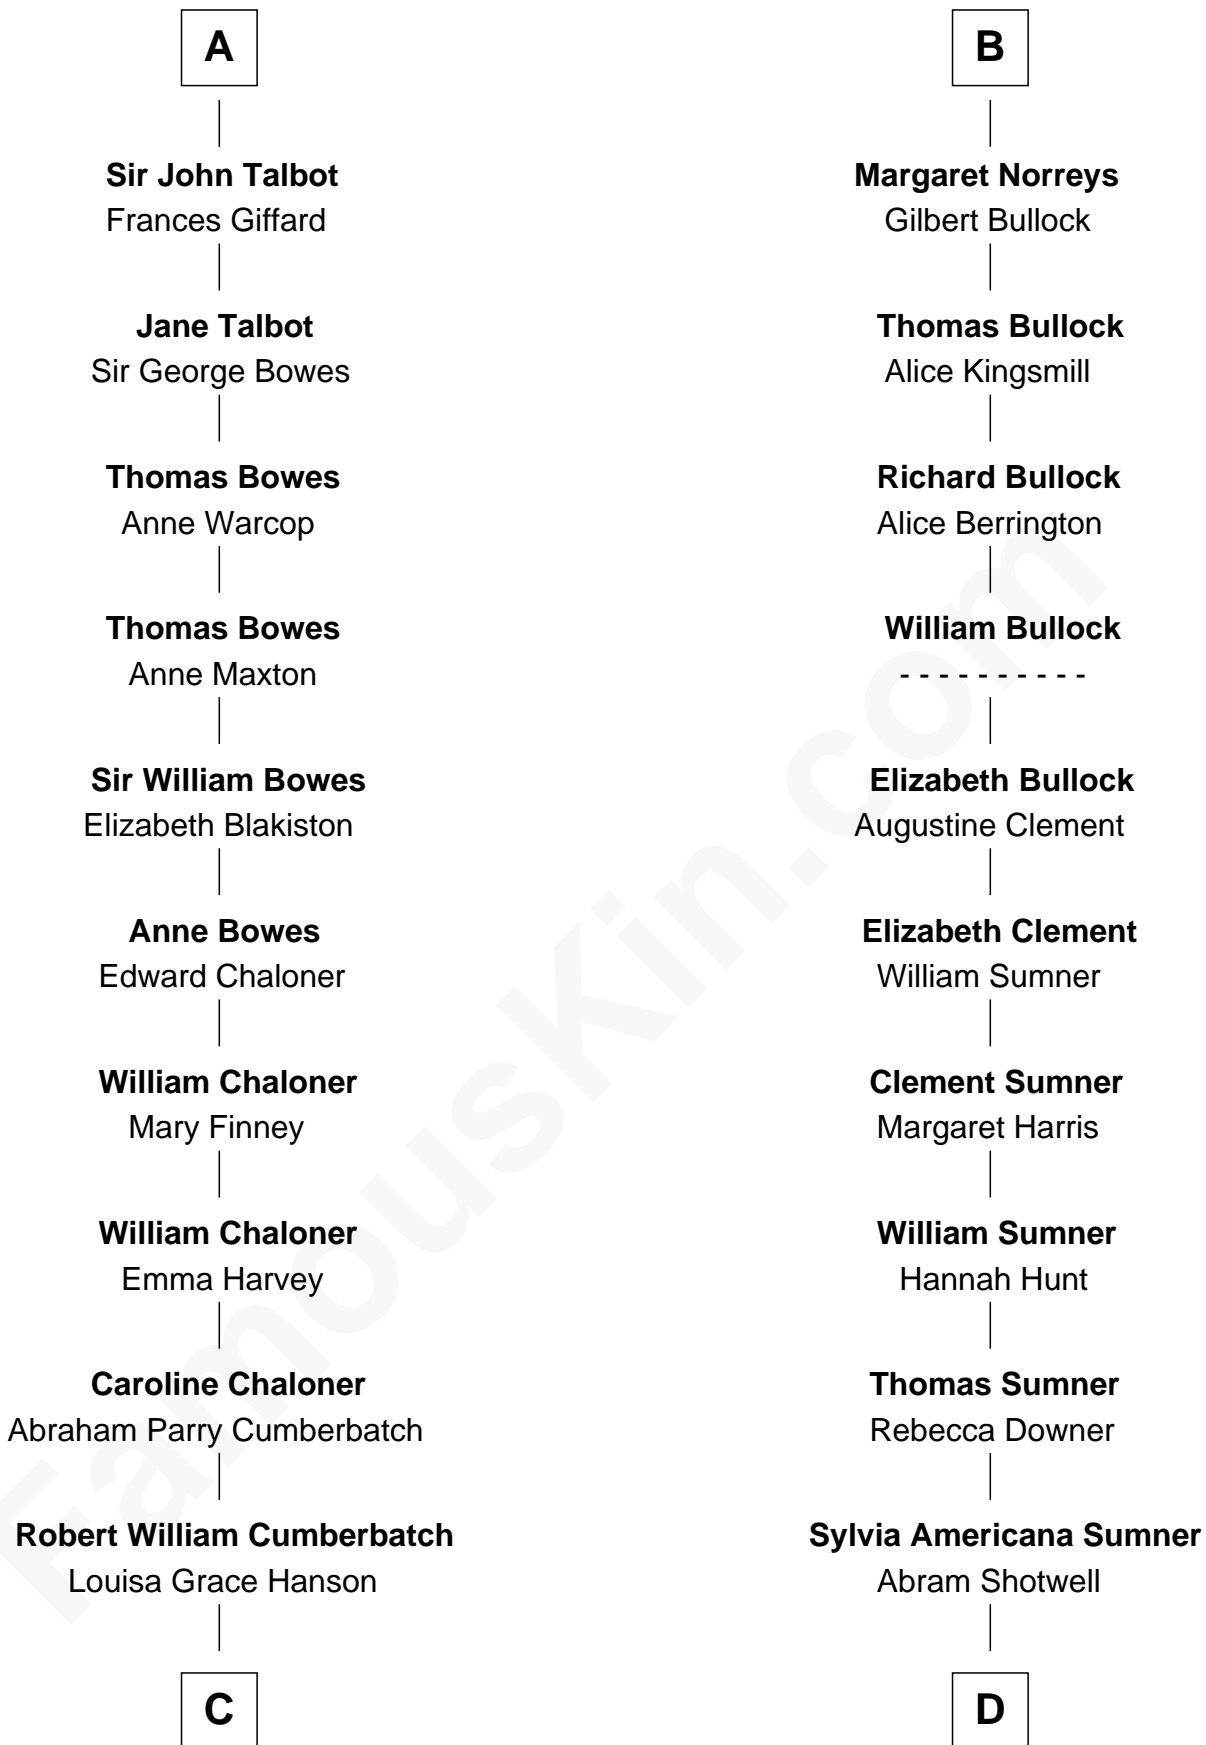 A
Sir John Talbot
Frances Giffard
Jane Talbot
Sir George Bowes
Thomas Bowes
Anne Warcop
Thomas Bowes
Anne Maxton
Sir William Bowes
Elizabeth Blakiston
Anne Bowes
Edward Chaloner
William Chaloner
Mary Finney
William Chaloner
Emma Harvey
Caroline Chaloner
Abraham Parry Cumberbatch
Robert William Cumberbatch
Louisa Grace Hanson
C
B
Margaret Norreys
Gilbert Bullock
Thomas Bullock
Alice Kingsmill
Richard Bullock
Alice Berrington
William Bullock
- - - - - - - - - -
Elizabeth Bullock
Augustine Clement
Elizabeth Clement
William Sumner
Clement Sumner
Margaret Harris
William Sumner
Hannah Hunt
Thomas Sumner
Rebecca Downer
Sylvia Americana Sumner
Abram Shotwell
D
FamousKin.com